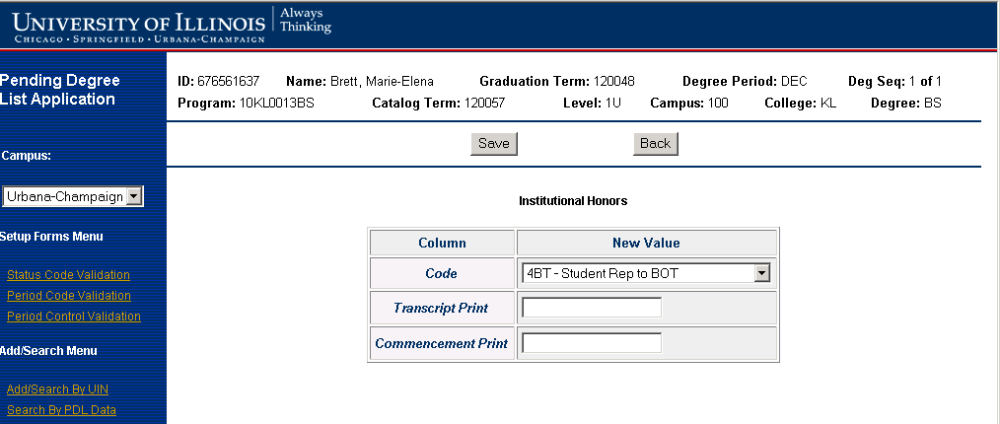 UNIVERSITY OF ILLINOIS Always Thinking
CHICAGO • SPRINGFIELD • URBANA-CHAMPAIGN
Pending Degree List Application
ID: 676561637 Name: Brett, Marie-Elena Graduation Term: 120048 Degree Period: DEC Deg Seq: 1 of 1
Program: 10KL0013BS Catalog Term: 120057 Level: 1U Campus: 100 College: KL Degree: BS
Save Back
Campus:
Urbana-Champaign
Setup Forms Menu
Status Code Validation
Period Code Validation
Period Control Validation
Add/Search Menu
Add/Search By UIN
Search By PDL Data
Institutional Honors
Column New Value
Code 4BT - Student Rep to BOT
Transcript Print
Commencement Print